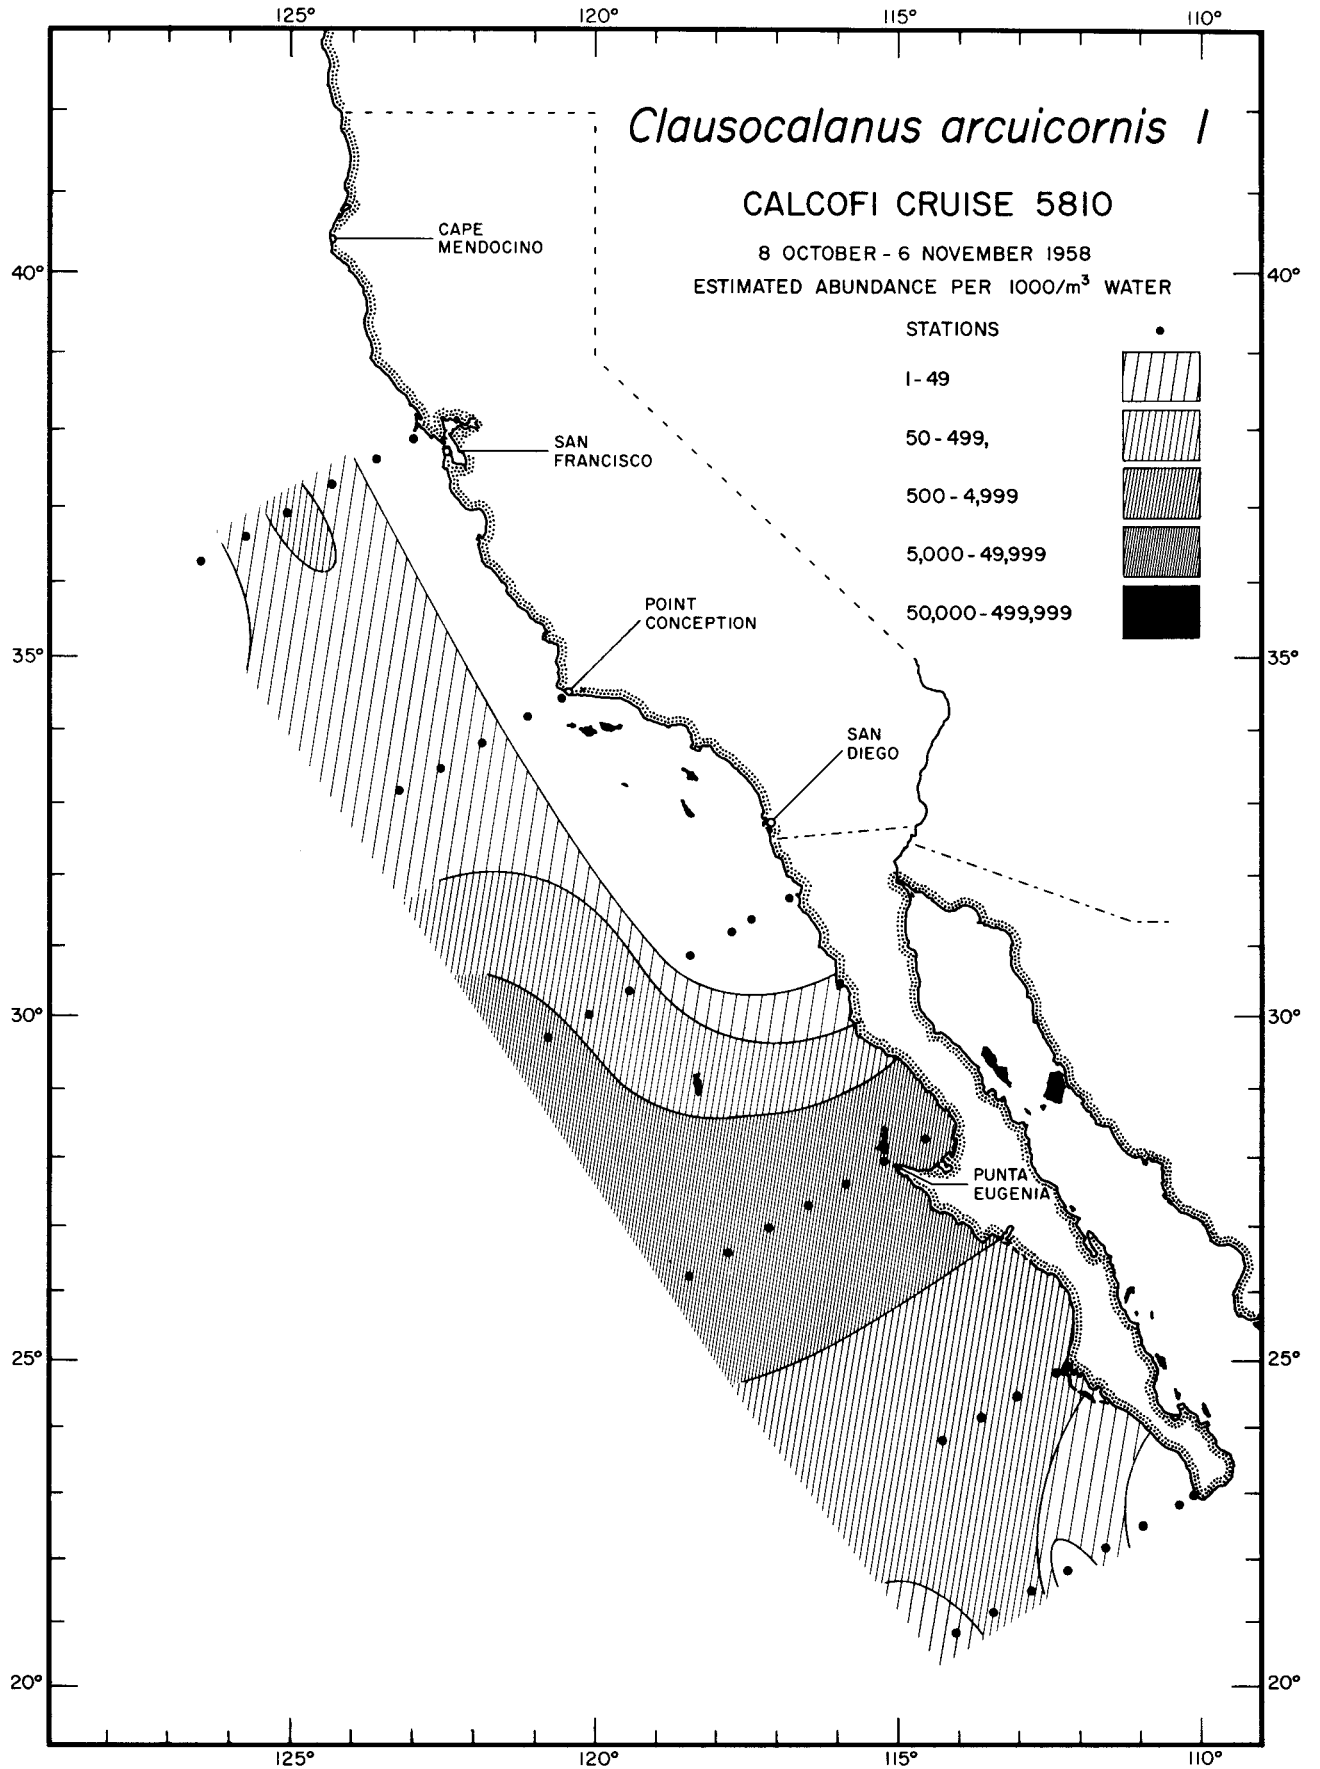 125° 120° 115° 110°
Clausocalanus arcuicornis I
CALCOFI CRUISE 5810
8 OCTOBER - 6 NOVEMBER 1958
ESTIMATED ABUNDANCE PER 1000/m³ WATER
STATIONS
1-49
50-499,
500-4,999
5,000-49,999
50,000-499,999
CAPE
MENDOCINO
40° 40°
SAN
FRANCISCO
POINT
CONCEPTION
35° 35°
SAN
DIEGO
30° 30°
PUNTA
EUGENIA
25° 25°
20° 20°
125° 120° 115° 110°